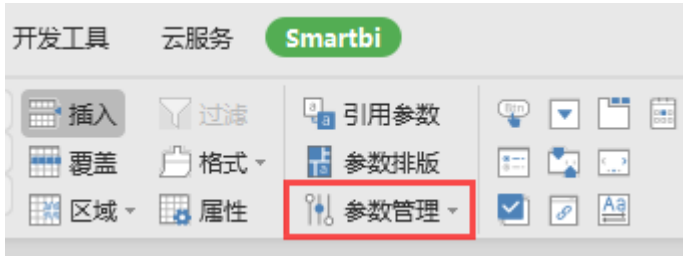 开发工具 云服务 Smartbi
插入 过滤 引用参数
覆盖 格式 参数排版
区域 属性 参数管理